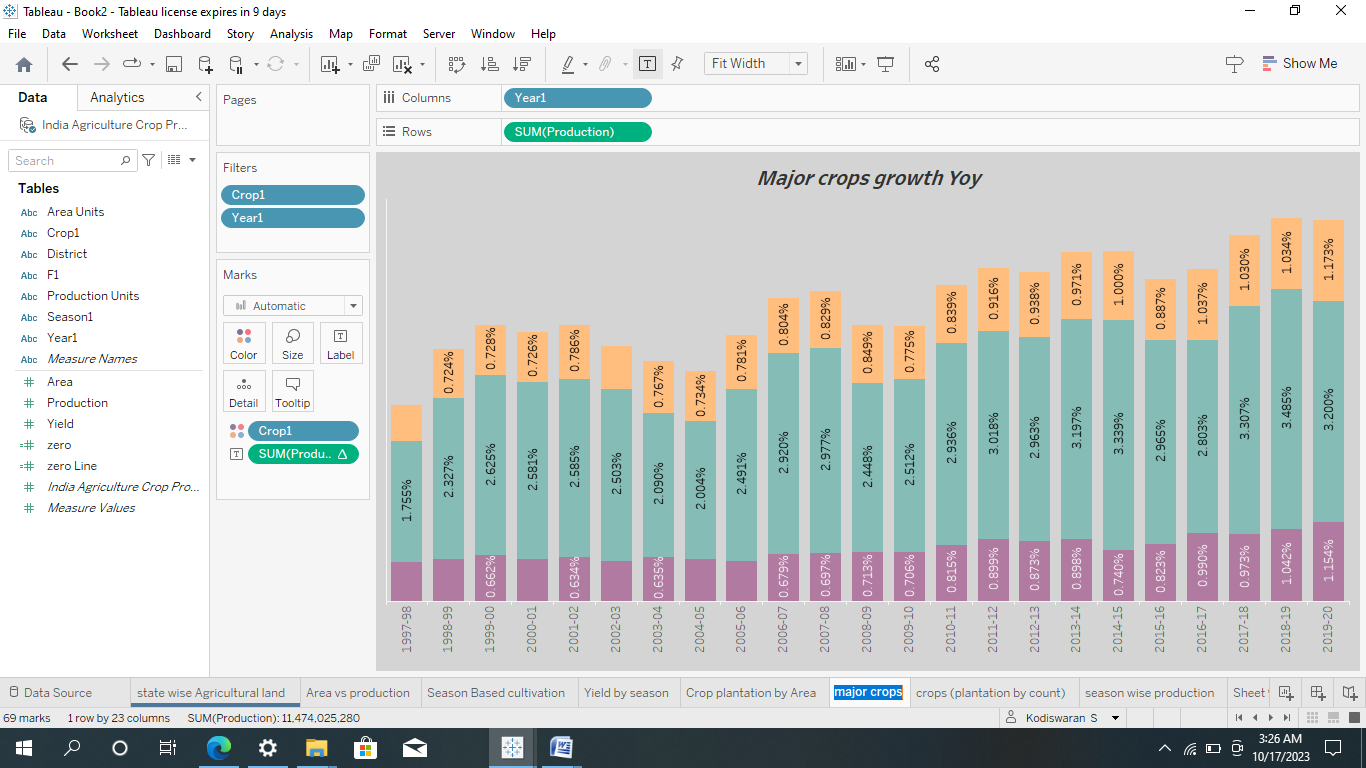 Tableau - Book2 - Tableau license expires in 9 days
File Data Worksheet Dashboard Story Analysis Map Format Server Window Help
Fit Width
Show Me
Data Analytics
India Agriculture Crop Pr...
Search
Tables
Abc Area Units
Abc Crop1
Abc District
Abc F1
Abc Production Units
Abc Season1
Abc Year1
Abc Measure Names
Area
Production
Yield
zero
zero Line
India Agriculture Crop Pro...
Measure Values
Pages
Filters
Crop1
Year1
Marks
Automatic
Color Size Label
Detail Tooltip
Crop1
SUM(Produ..
Columns Year1
Rows SUM(Production)
Major crops growth Yoy
1.755%
0.724% 2.327%
0.728% 2.625% 0.662%
0.726% 2.581%
0.786% 2.585% 0.634%
2.503%
0.767% 2.090% 0.635%
0.734% 2.004%
0.781% 2.491%
0.804% 2.920% 0.679%
0.829% 2.977% 0.697%
0.849% 2.448% 0.713%
0.775% 2.512% 0.706%
0.839% 2.936% 0.815%
0.916% 3.018% 0.899%
0.938% 2.963% 0.873%
0.971% 3.197% 0.898%
1.000% 3.339% 0.740%
0.887% 2.965% 0.823%
1.037% 2.803% 0.990%
1.030% 3.307% 0.973%
1.034% 3.485% 1.042%
1.173% 3.200% 1.154%
1997-98 1998-99 1999-00 2000-01 2001-02 2002-03 2003-04 2004-05 2005-06 2006-07 2007-08 2008-09 2009-10 2010-11 2011-12 2012-13 2013-14 2014-15 2015-16 2016-17 2017-18 2018-19 2019-20
Data Source state wise Agricultural land Area vs production Season Based cultivation Yield by season Crop plantation by Area major crops crops (plantation by count) season wise production Sheet
69 marks 1 row by 23 columns SUM(Production): 11,474,025,280
Kodiswaran S
3:26 AM
10/17/2023